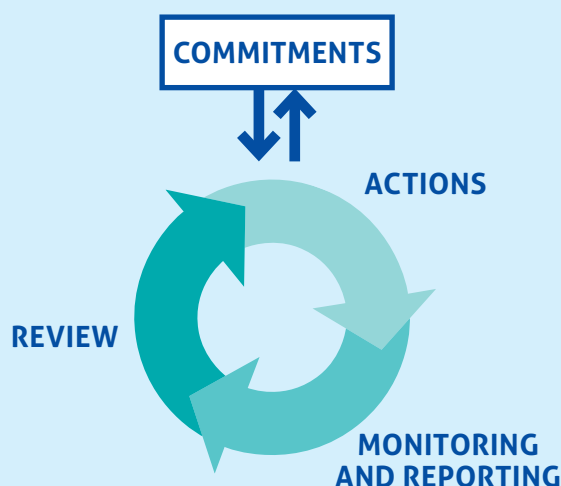 COMMITMENTS
ACTIONS
REVIEW
MONITORING
AND REPORTING